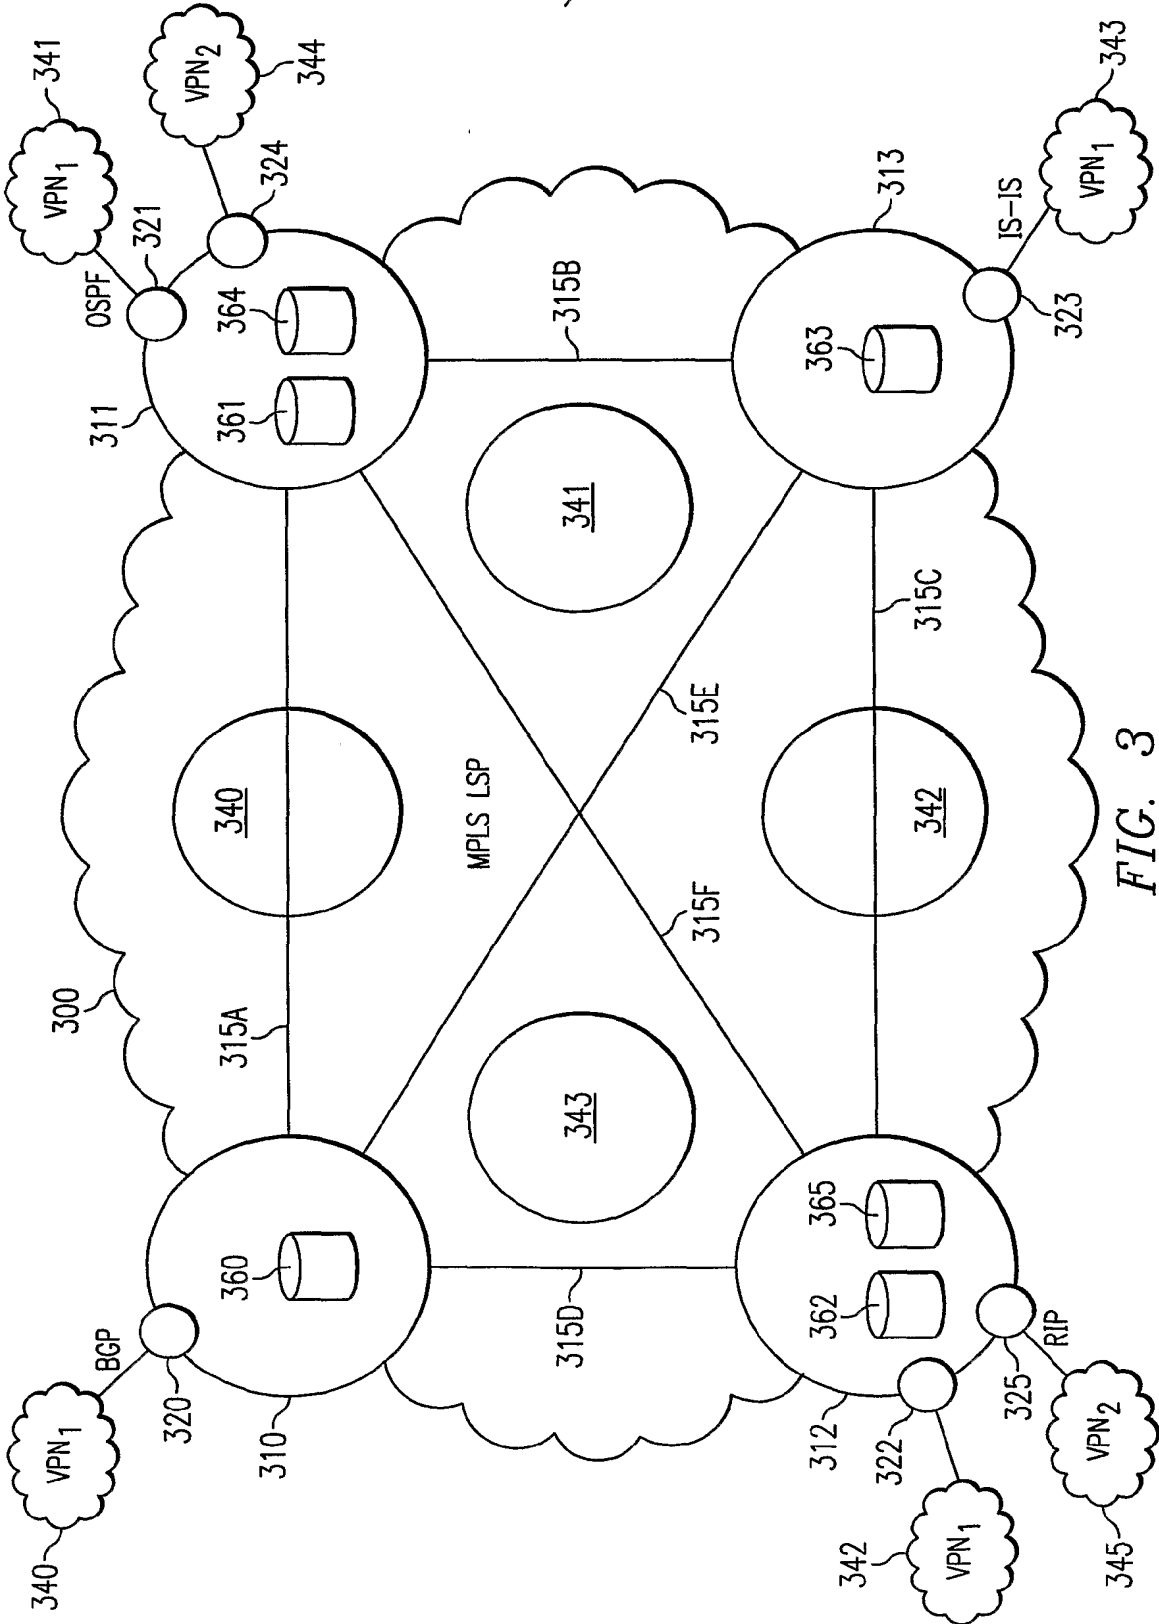 VPN1
341
VPN2
344
OSPF
321
324
311
361
364
315B
313
363
IS-IS
323
VPN1
343
340
341
300
315A
MPLS LSP
315E
315F
315C
342
343
VPN1
340
BGP
320
310
360
315D
312
362
365
322
325
RIP
342
VPN1
VPN2
345
FIG. 3